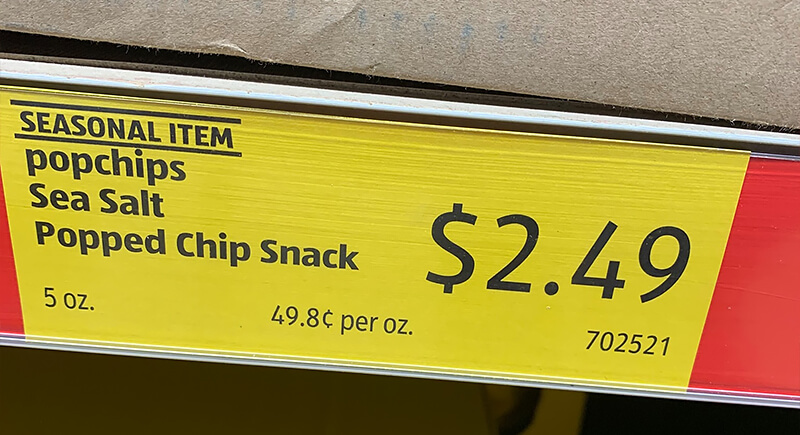 SEASONAL ITEM
popchips
Sea Salt
Popped Chip Snack
$2.49
5 oz.
49.8¢ per oz.
702521